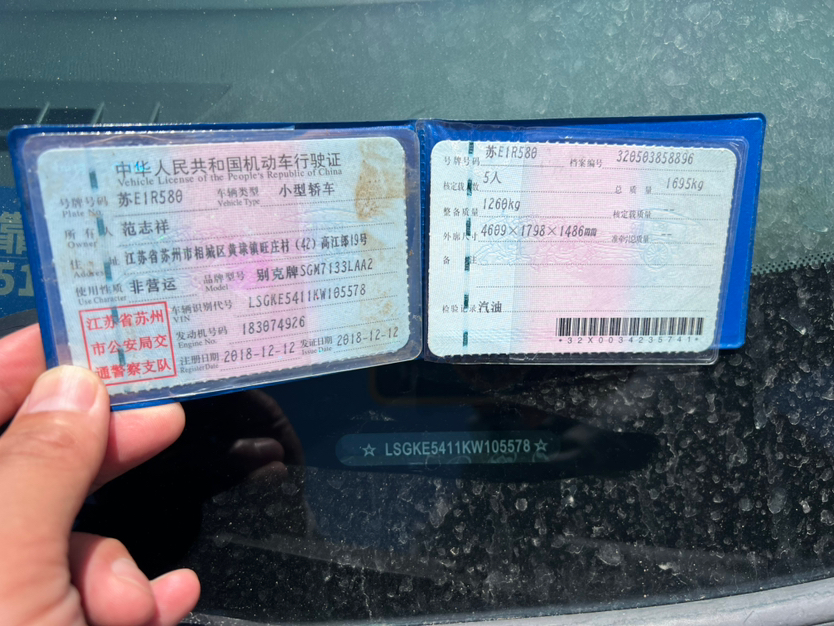 中华人民共和国机动车行驶证
Vehicle License of the People's Republic of China
号牌号码 苏E1R580 车辆类型 小型轿车
Plate No. Vehicle Type
所有人 范志祥
Owner
住址 江苏省苏州市相城区黄埭镇旺庄村(42)高江部19号
使用性质 非营运 品牌型号 别克牌SGM7133LAA2
Use Character Model
车辆识别代号 LSGKE5411KW105578
VIN
发动机号码 183074926
Engine No.
注册日期 2018-12-12 发证日期 2018-12-12
Register Date Issue Date
江苏省苏州
市公安局交
通警察支队
号牌号码 苏E1R580 档案编号 320503858896
核定载人数 5人 总质量 1695kg
整备质量 1260kg 核定载质量 --
外廓尺寸 4609×1798×1486mm 准牵引总质量 --
备注
检验记录 汽油
*32X0034235741*
☆ LSGKE5411KW105578 ☆
靠
51